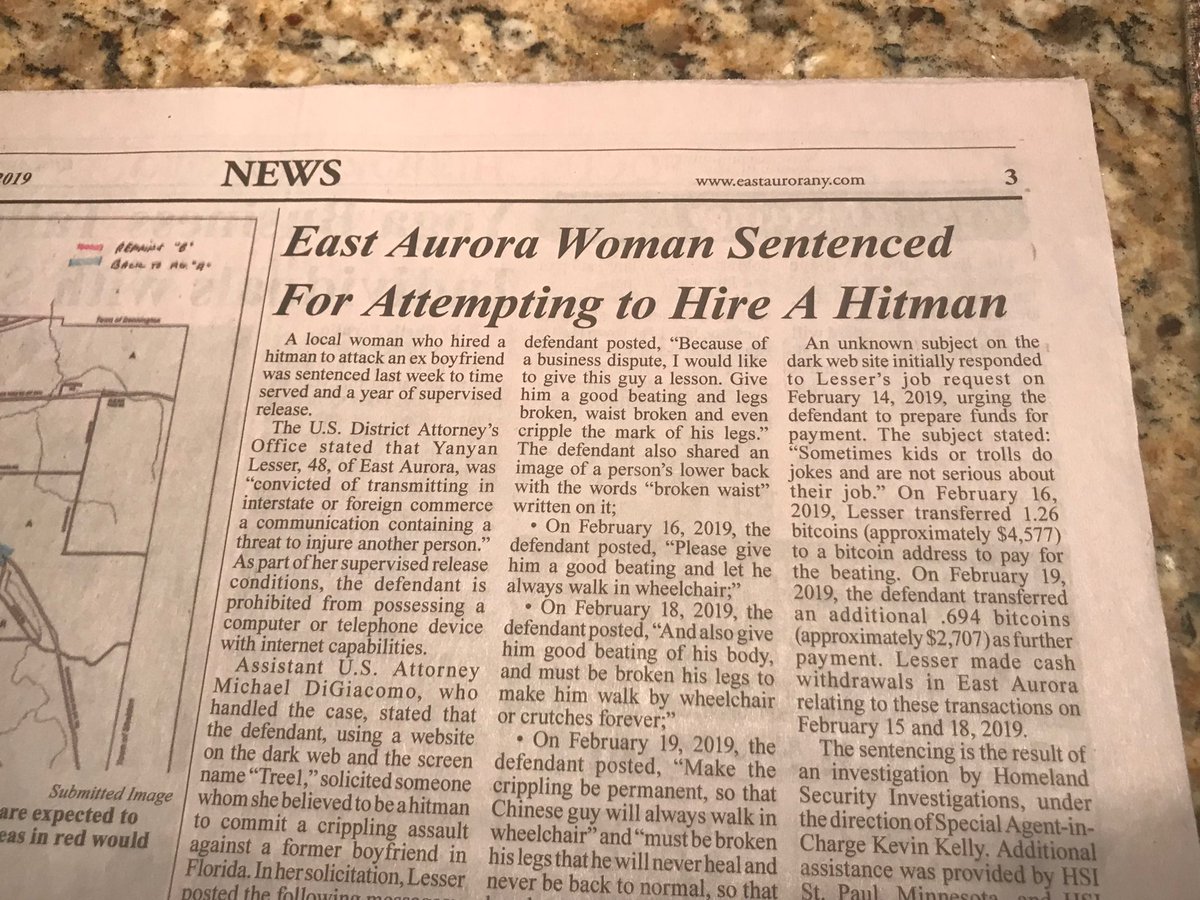 2019
NEWS
www.eastaurorany.com
3
REMAINS "B"
BACK TO AG "A"
Town of Bennington
Submitted Image
are expected to
eas in red would
East Aurora Woman Sentenced
For Attempting to Hire A Hitman
A local woman who hired a
hitman to attack an ex boyfriend
was sentenced last week to time
served and a year of supervised
release.
The U.S. District Attorney's
Office stated that Yanyan
Lesser, 48, of East Aurora, was
“convicted of transmitting in
interstate or foreign commerce
a communication containing a
threat to injure another person.”
As part of her supervised release
conditions, the defendant is
prohibited from possessing a
computer or telephone device
with internet capabilities.
Assistant U.S. Attorney
Michael DiGiacomo, who
handled the case, stated that
the defendant, using a website
on the dark web and the screen
name “Tree1,” solicited someone
whom she believed to be a hitman
to commit a crippling assault
against a former boyfriend in
Florida. In her solicitation, Lesser
posted the following messages
defendant posted, “Because of
a business dispute, I would like
to give this guy a lesson. Give
him a good beating and legs
broken, waist broken and even
cripple the mark of his legs.”
The defendant also shared an
image of a person's lower back
with the words “broken waist”
written on it;
• On February 16, 2019, the
defendant posted, “Please give
him a good beating and let he
always walk in wheelchair;”
• On February 18, 2019, the
defendant posted, “And also give
him good beating of his body,
and must be broken his legs to
make him walk by wheelchair
or crutches forever;”
• On February 19, 2019, the
defendant posted, “Make the
crippling be permanent, so that
Chinese guy will always walk in
wheelchair” and “must be broken
his legs that he will never heal and
never be back to normal, so that
An unknown subject on the
dark web site initially responded
to Lesser's job request on
February 14, 2019, urging the
defendant to prepare funds for
payment. The subject stated:
“Sometimes kids or trolls do
jokes and are not serious about
their job.” On February 16,
2019, Lesser transferred 1.26
bitcoins (approximately $4,577)
to a bitcoin address to pay for
the beating. On February 19,
2019, the defendant transferred
an additional .694 bitcoins
(approximately $2,707) as further
payment. Lesser made cash
withdrawals in East Aurora
relating to these transactions on
February 15 and 18, 2019.
The sentencing is the result of
an investigation by Homeland
Security Investigations, under
the direction of Special Agent-in-
Charge Kevin Kelly. Additional
assistance was provided by HSI
St. Paul, Minnesota, and HSI